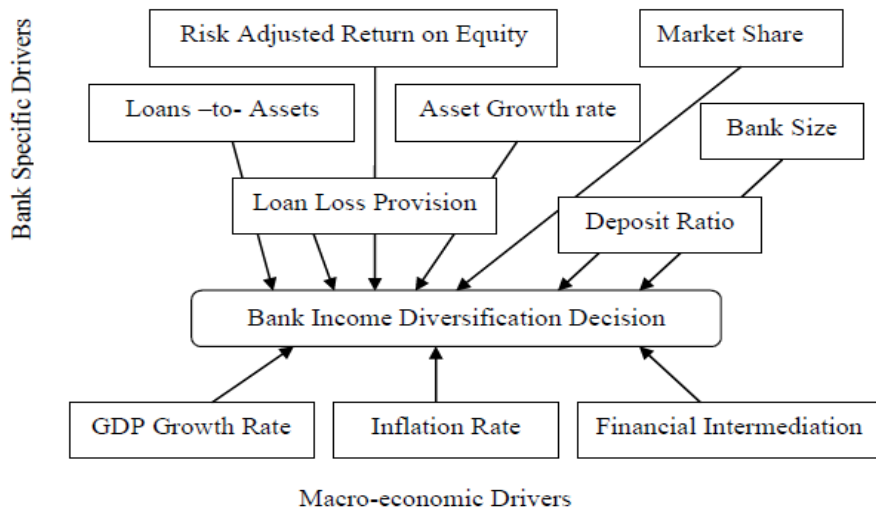 Bank Specific Drivers
Risk Adjusted Return on Equity
Market Share
Loans –to- Assets
Asset Growth rate
Bank Size
Loan Loss Provision
Deposit Ratio
Bank Income Diversification Decision
GDP Growth Rate
Inflation Rate
Financial Intermediation
Macro-economic Drivers